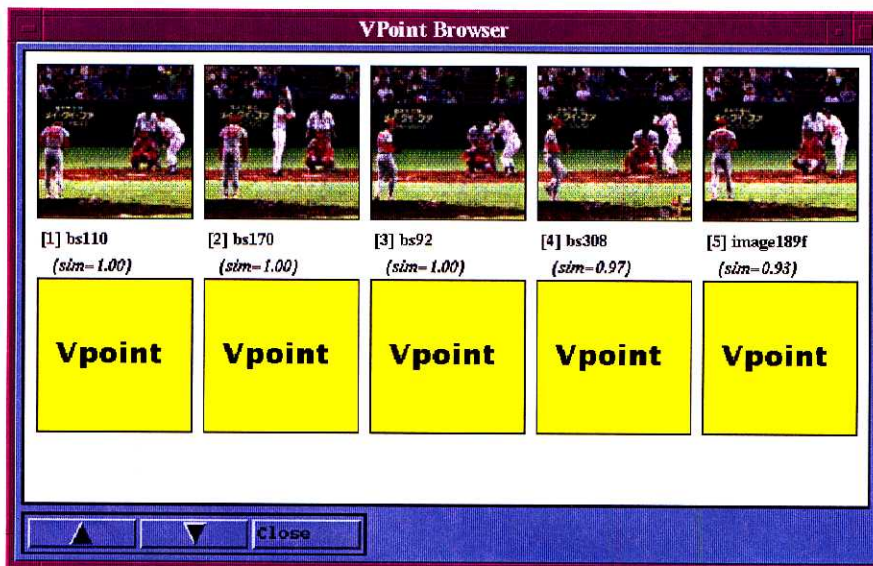 VPoint Browser
[1] bs110
[2] bs170
[3] bs92
[4] bs308
[5] image189f
(sim=1.00)
(sim=1.00)
(sim=1.00)
(sim=0.97)
(sim=0.93)
Vpoint
Vpoint
Vpoint
Vpoint
Vpoint
Close